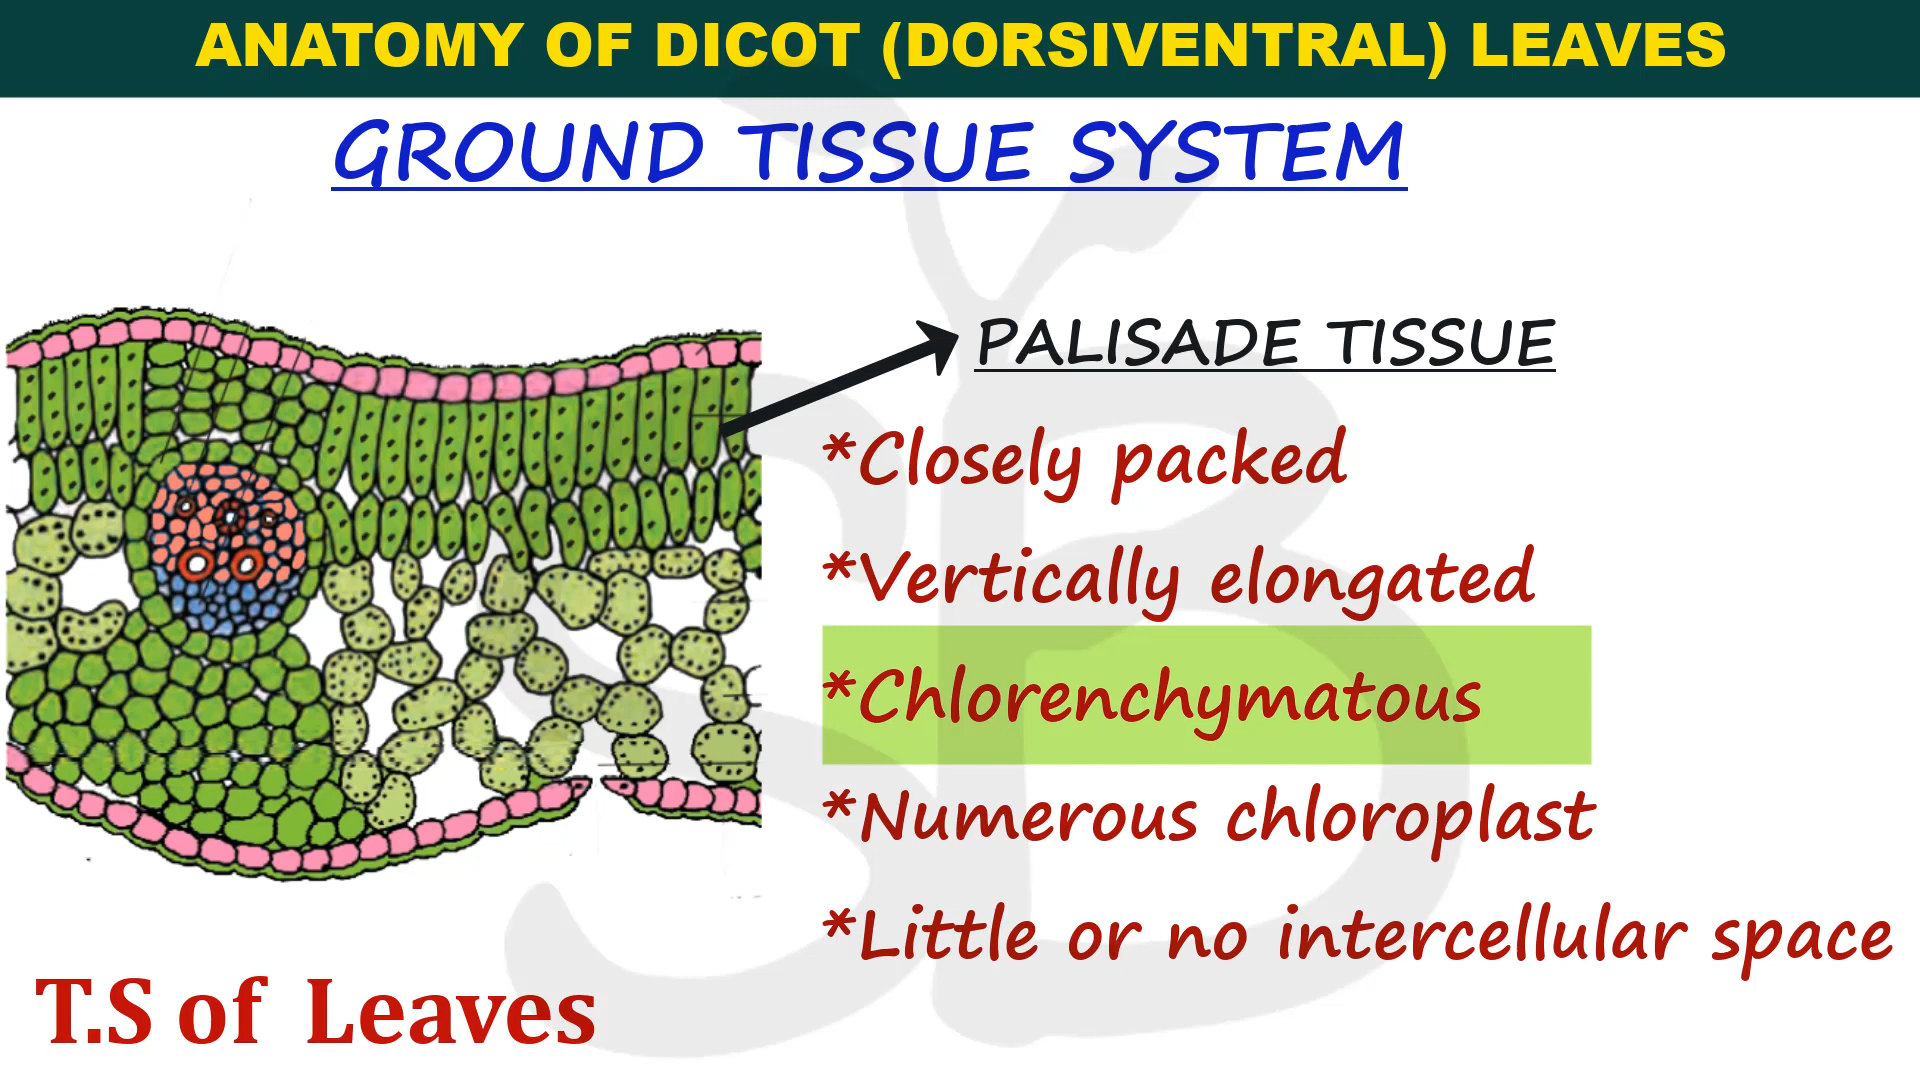 ANATOMY OF DICOT (DORSIVENTRAL) LEAVES
GROUND TISSUE SYSTEM
PALISADE TISSUE
*Closely packed
*Vertically elongated
*Chlorenchymatous
*Numerous chloroplast
*Little or no intercellular space
T.S of Leaves